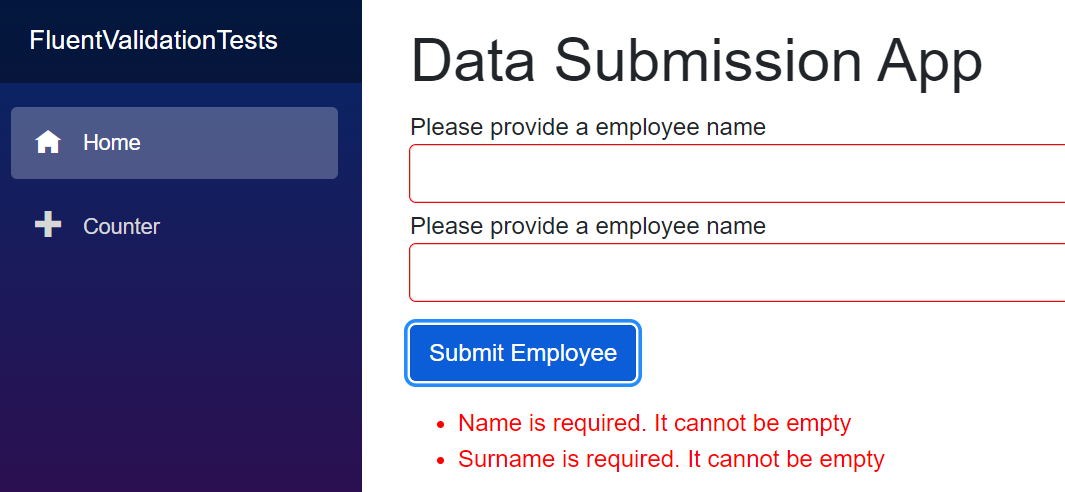 FluentValidationTests
Home
Counter
Data Submission App
Please provide a employee name
Please provide a employee name
Submit Employee
Name is required. It cannot be empty
Surname is required. It cannot be empty